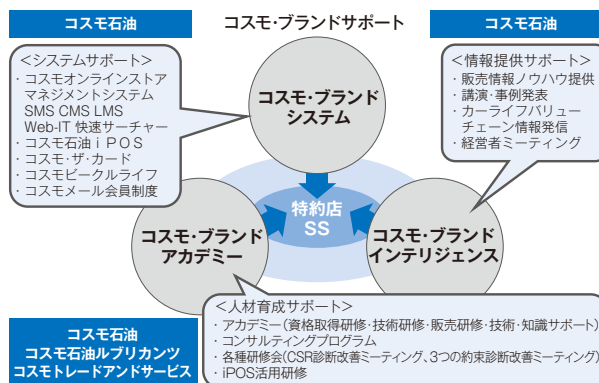 コスモ石油
コスモ・ブランドサポート
コスモ石油
＜システムサポート＞
・コスモオンラインストア
マネジメントシステム
SMS CMS LMS
Web-IT 快速サーチャー
・コスモ石油ｉＰＯＳ
・コスモ・ザ・カード
・コスモビークルライフ
・コスモメール会員制度
コスモ・ブランド
システム
＜情報提供サポート＞
・販売情報ノウハウ提供
・講演・事例発表
・カーライフバリュー
チェーン情報発信
・経営者ミーティング
特約店
SS
コスモ・ブランド
アカデミー
コスモ・ブランド
インテリジェンス
コスモ石油
コスモ石油ルブリカンツ
コスモトレードアンドサービス
＜人材育成サポート＞
・アカデミー（資格取得研修・技術研修・販売研修・技術・知識サポート）
・コンサルティングプログラム
・各種研修会（CSR診断改善ミーティング、3つの約束診断改善ミーティング）
・iPOS活用研修